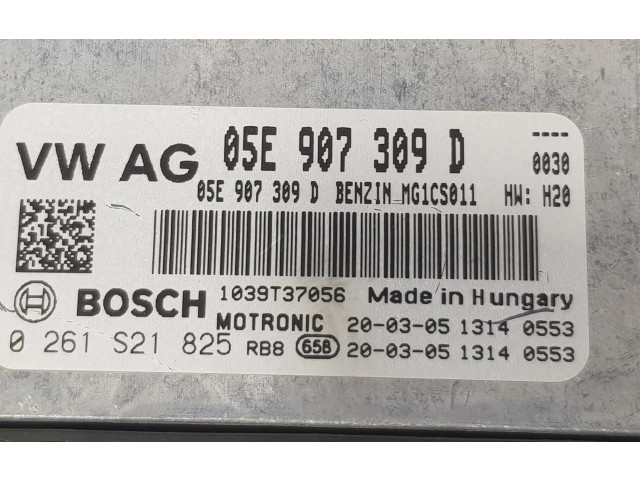 VW AG 05E 907 309 D ----
0030
05E 907 309 D BENZIN MG1CS011 HW: H20
BOSCH 1039T37056 Made in Hungary
MOTRONIC 20-03-05 1314 0553
0 261 S21 825 RB8 658 20-03-05 1314 0553